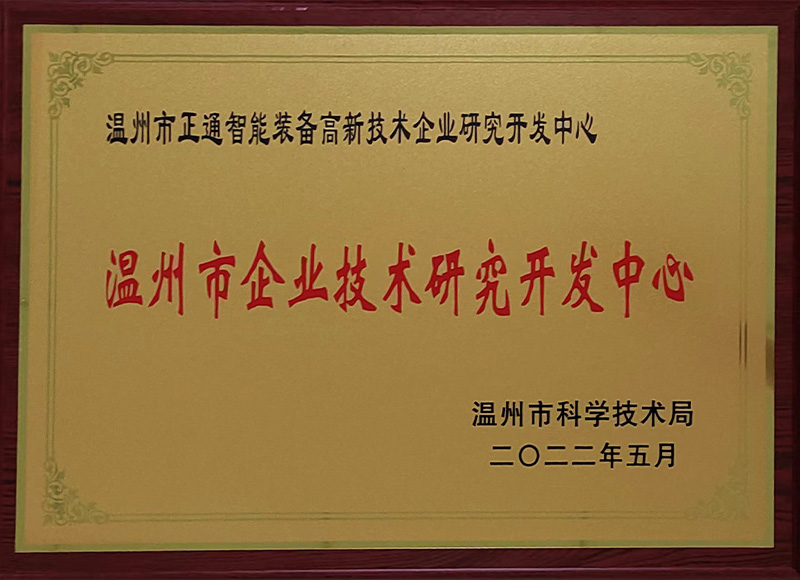 温州市正通智能装备高新技术企业研究开发中心
温州市企业技术研究开发中心
温州市科学技术局
二〇二二年五月